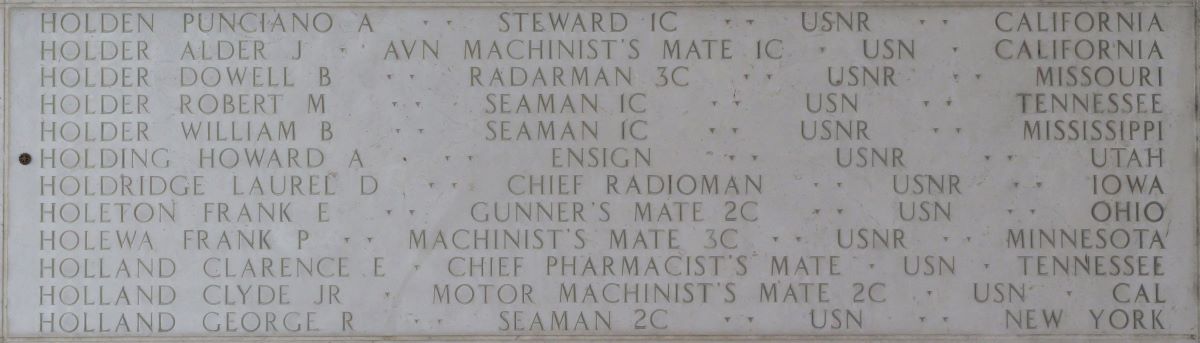 HOLDEN PUNCIANO A STEWARD 1C USNR CALIFORNIA
HOLDER ALDER J AVN MACHINIST'S MATE 1C USN CALIFORNIA
HOLDER DOWELL B RADARMAN 3C USNR MISSOURI
HOLDER ROBERT M SEAMAN 1C USN TENNESSEE
HOLDER WILLIAM B SEAMAN 1C USNR MISSISSIPPI
HOLDING HOWARD A ENSIGN USNR UTAH
HOLDRIDGE LAUREL D CHIEF RADIOMAN USNR IOWA
HOLETON FRANK E GUNNER'S MATE 2C USN OHIO
HOLEWA FRANK P MACHINIST'S MATE 3C USNR MINNESOTA
HOLLAND CLARENCE E CHIEF PHARMACIST'S MATE USN TENNESSEE
HOLLAND CLYDE JR MOTOR MACHINIST'S MATE 2C USN CAL
HOLLAND GEORGE R SEAMAN 2C USN NEW YORK